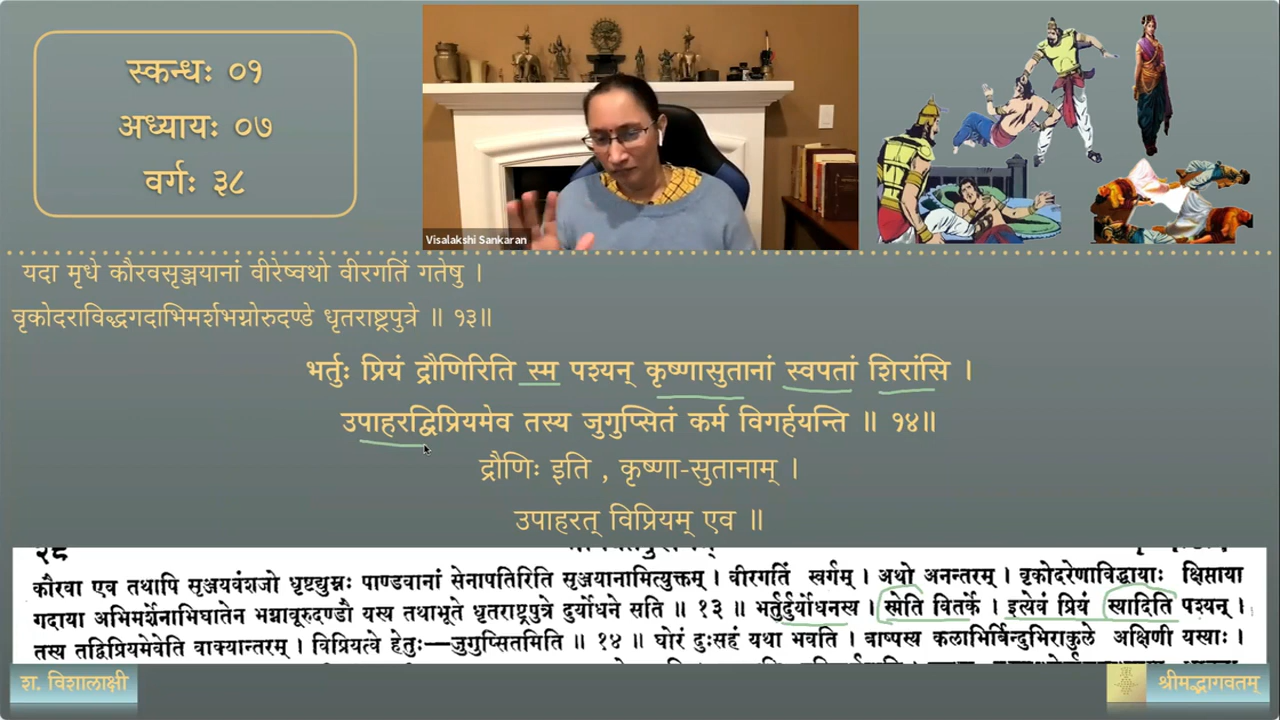 स्कन्धः ०१
अध्यायः ०७
वर्गः ३८
Visalakshi Sankaran
यदा मृधे कौरवसृञ्जयानां वीरेष्वथो वीरगतिं गतेषु ।
वृकोदराविद्धगदाभिमर्शभग्नोरुदण्डे धृतराष्ट्रपुत्रे ॥ १३॥
भर्तुः प्रियं द्रौणिरिति स्म पश्यन् कृष्णासुतानां स्वपतां शिरांसि ।
उपाहरद्विप्रियमेव तस्य जुगुप्सितं कर्म विगर्हयन्ति ॥ १४॥
द्रौणिः इति , कृष्णा-सुतानाम् ।
उपाहरत् विप्रियम् एव ॥
२८
कौरवा एव तथापि सृञ्जयवंशजो धृष्टद्युम्नः पाण्डवानां सेनापतिरिति सृञ्जयानामित्युक्तम् । वीरगतिं स्वर्गम् । अथो अनन्तरम् । वृकोदरेणाविद्धायाः क्षिप्ताया
गदाया अभिमर्शेनाभिघातेन भग्नावूरुदण्डौ यस्य तथाभूते धृतराष्ट्रपुत्रे दुर्योधने सति ॥ १३ ॥ भर्तुर्दुर्योधनस्य । स्मेति वितर्के । इत्येवं प्रियं स्यादिति पश्यन् ।
तस्य तद्विप्रियमेवेति वाक्यान्तरम् । विप्रियत्वे हेतुः—जुगुप्सितमिति ॥ १४ ॥ घोरं दुःसहं यथा भवति । बाष्पस्य कलाभिर्बिन्दुभिराकुले अक्षिणी यस्याः ।
श. विशालाक्षी
श्रीमद्भागवतम्